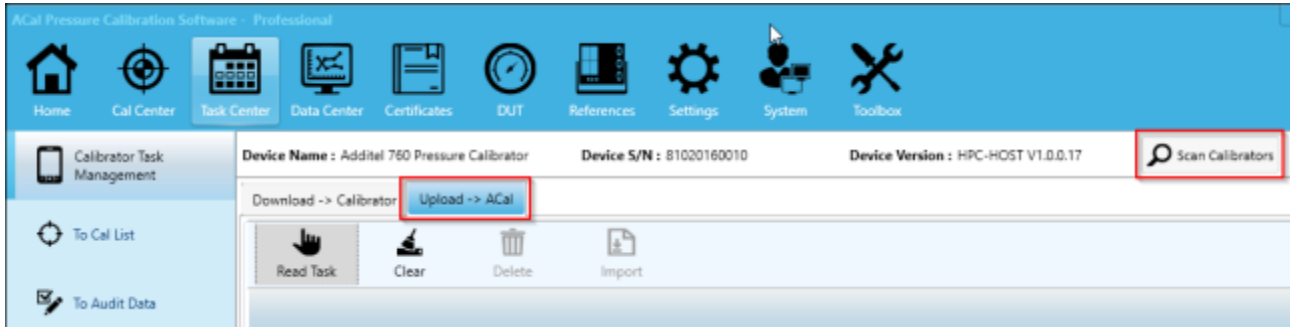 ACal Pressure Calibration Software - Professional
Home Cal Center Task Center Data Center Certificates DUT References Settings System Toolbox
Calibrator Task
Management
Device Name : Additel 760 Pressure Calibrator Device S/N : 81020160010 Device Version : HPC-HOST V1.0.0.17 Scan Calibrators
Download -> Calibrator Upload -> ACal
To Cal List
Read Task Clear Delete Import
To Audit Data